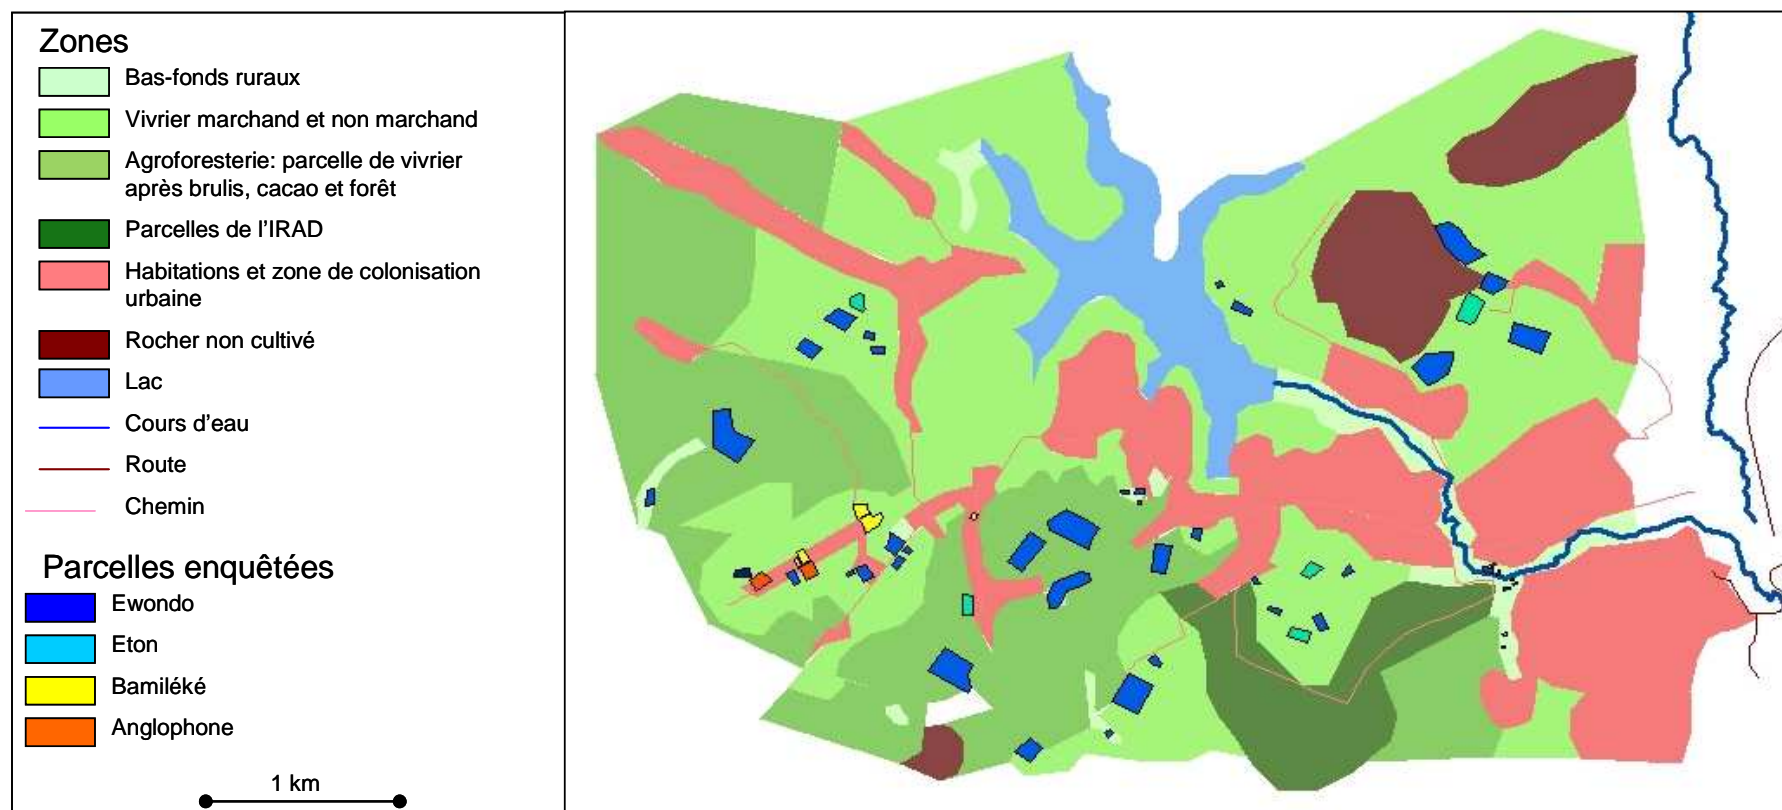 Zones
Bas-fonds ruraux
Vivrier marchand et non marchand
Agroforesterie: parcelle de vivrier
après brulis, cacao et forêt
Parcelles de l'IRAD
Habitations et zone de colonisation
urbaine
Rocher non cultivé
Lac
Cours d'eau
Route
Chemin
Parcelles enquêtées
Ewondo
Eton
Bamiléké
Anglophone
1 km